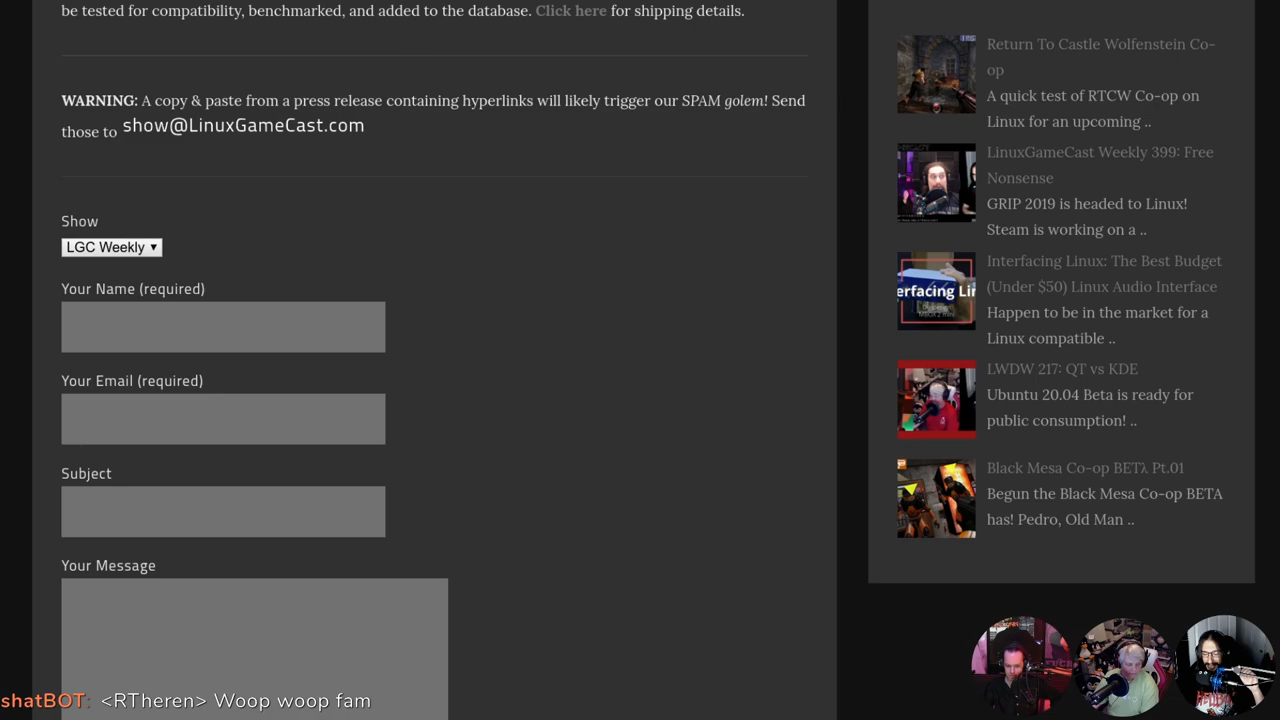 be tested for compatibility, benchmarked, and added to the database. Click here for shipping details.
WARNING: A copy & paste from a press release containing hyperlinks will likely trigger our SPAM golem! Send
those to show@LinuxGameCast.com
Show
LGC Weekly ▾
Your Name (required)
Your Email (required)
Subject
Your Message
Return To Castle Wolfenstein Co-
op
A quick test of RTCW Co-op on
Linux for an upcoming ..
LinuxGameCast Weekly 399: Free
Nonsense
GRIP 2019 is headed to Linux!
Steam is working on a ..
erfacing Li
Interfacing Linux: The Best Budget
(Under $50) Linux Audio Interface
Happen to be in the market for a
Linux compatible ..
LWDW 217: QT vs KDE
Ubuntu 20.04 Beta is ready for
public consumption! ..
Black Mesa Co-op BETλ Pt.01
Begun the Black Mesa Co-op BETA
has! Pedro, Old Man ..
shatBOT: <RTheren> Woop woop fam